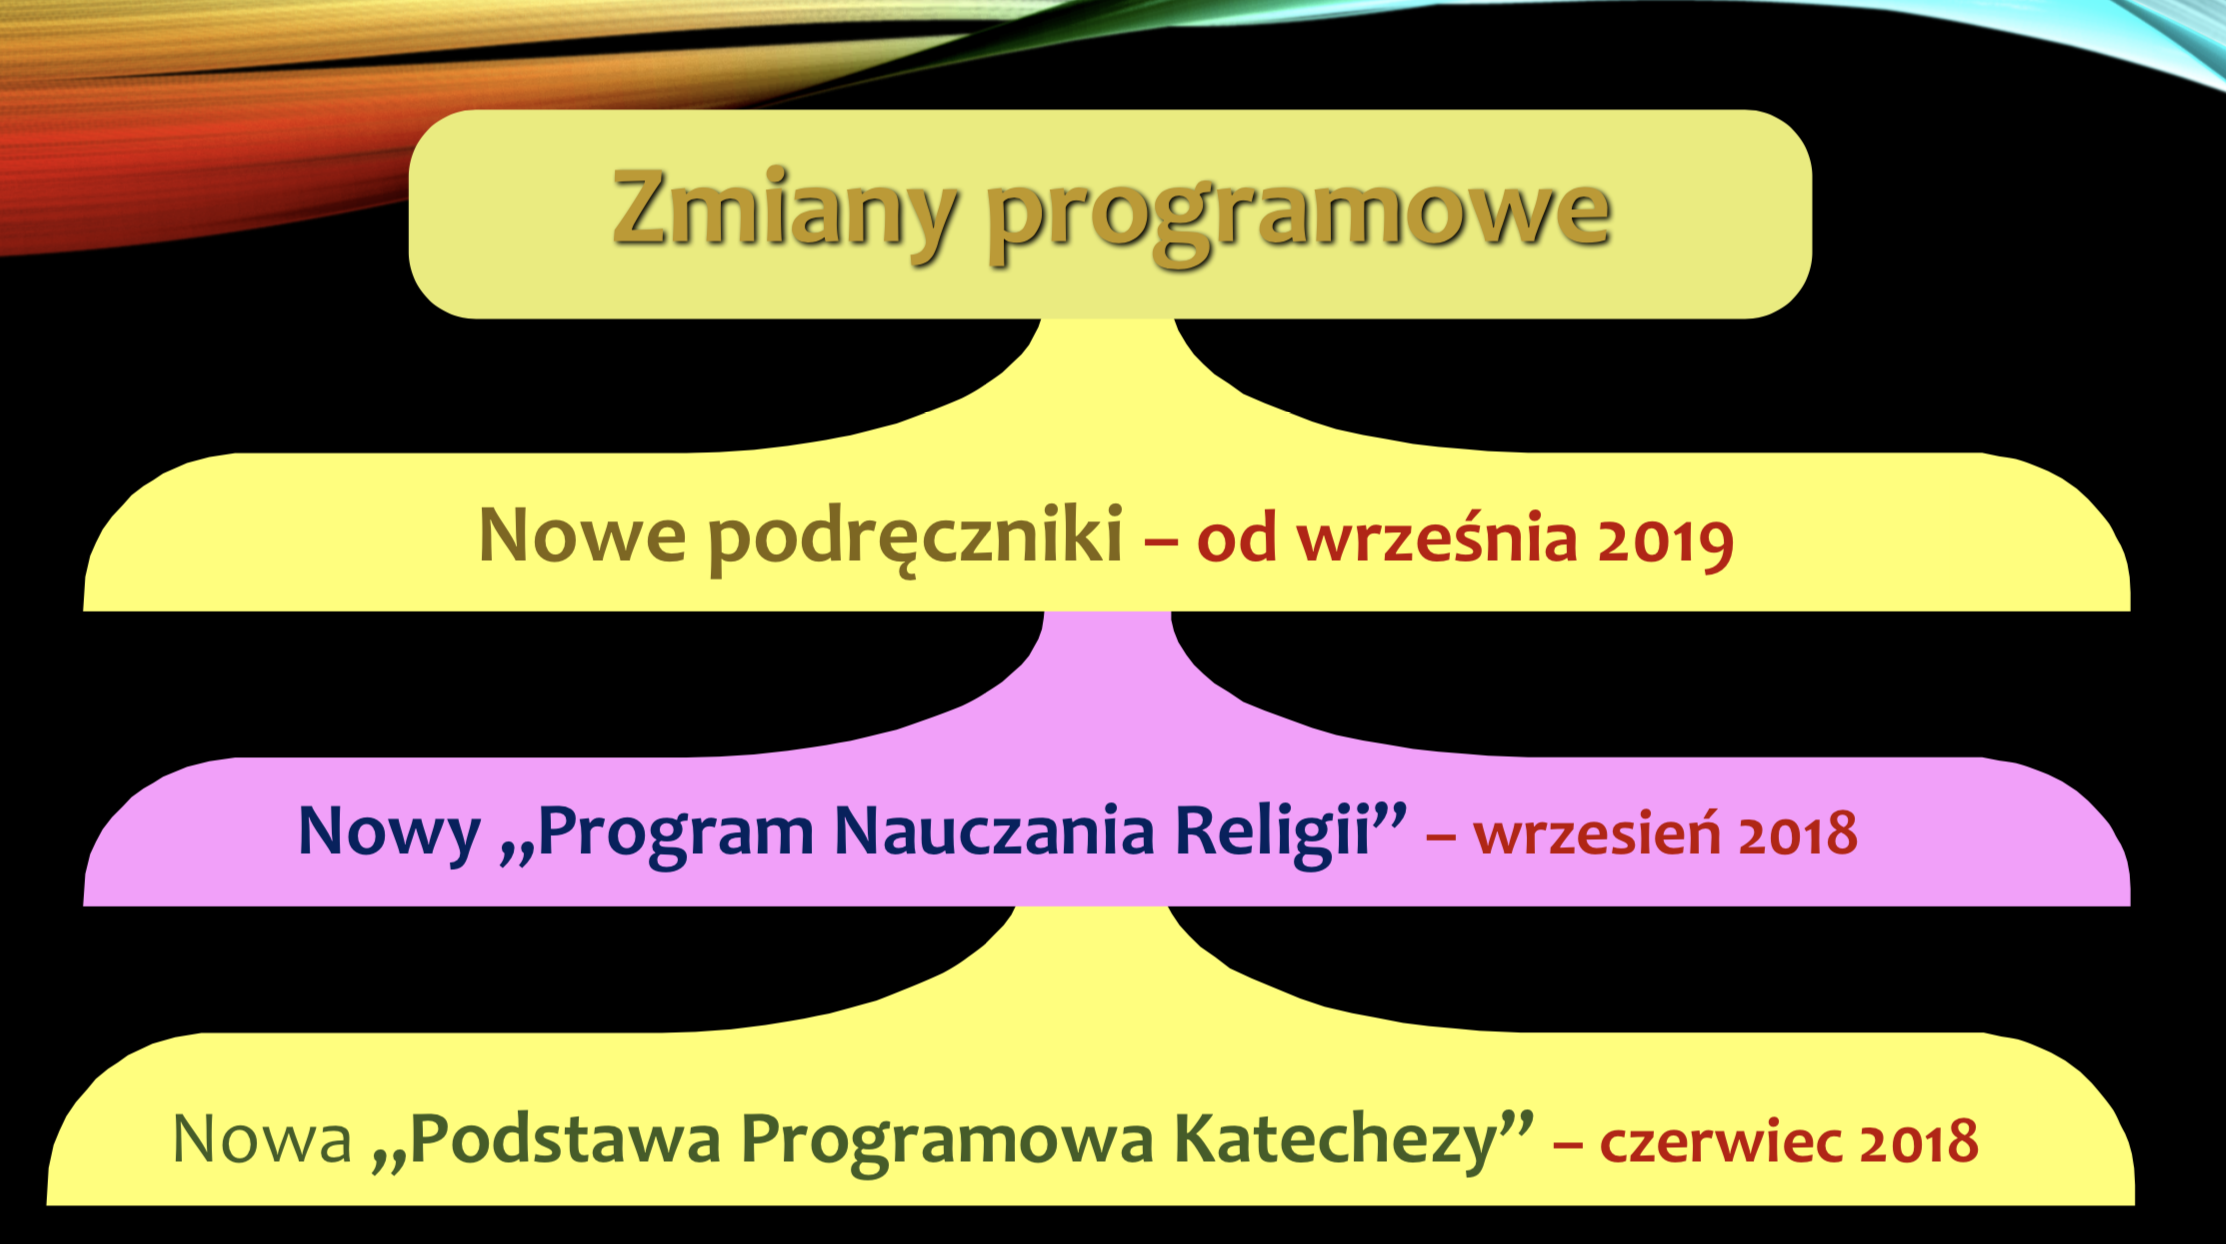 Zmiany programowe
Nowe podręczniki – od września 2019
Nowy „Program Nauczania Religii” – wrzesień 2018
Nowa „Podstawa Programowa Katechezy” – czerwiec 2018